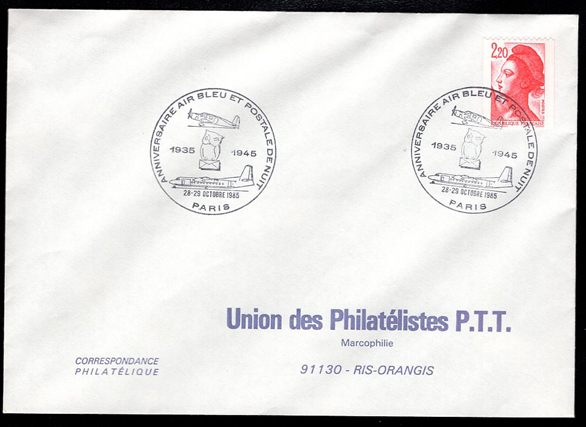 2,20
REPUBLIQUE FRANÇAISE
ANNIVERSAIRE AIR BLEU ET POSTALE DE NUIT
1935 1945
28-29 OCTOBRE 1985
PARIS
ANNIVERSAIRE AIR BLEU ET POSTALE DE NUIT
1935 1945
28-29 OCTOBRE 1985
PARIS
Union des Philatélistes P.T.T.
Marcophilie
91130 - RIS-ORANGIS
CORRESPONDANCE
PHILATÉLIQUE